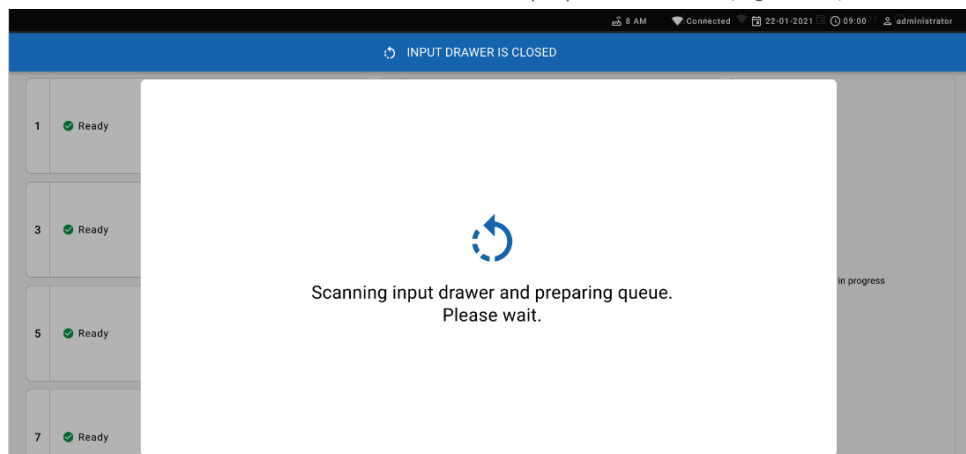 8 AM Connected 22-01-2021 09:00 administrator
INPUT DRAWER IS CLOSED
1 Ready
3 Ready
Scanning input drawer and preparing queue.
Please wait.
in progress
5 Ready
7 Ready